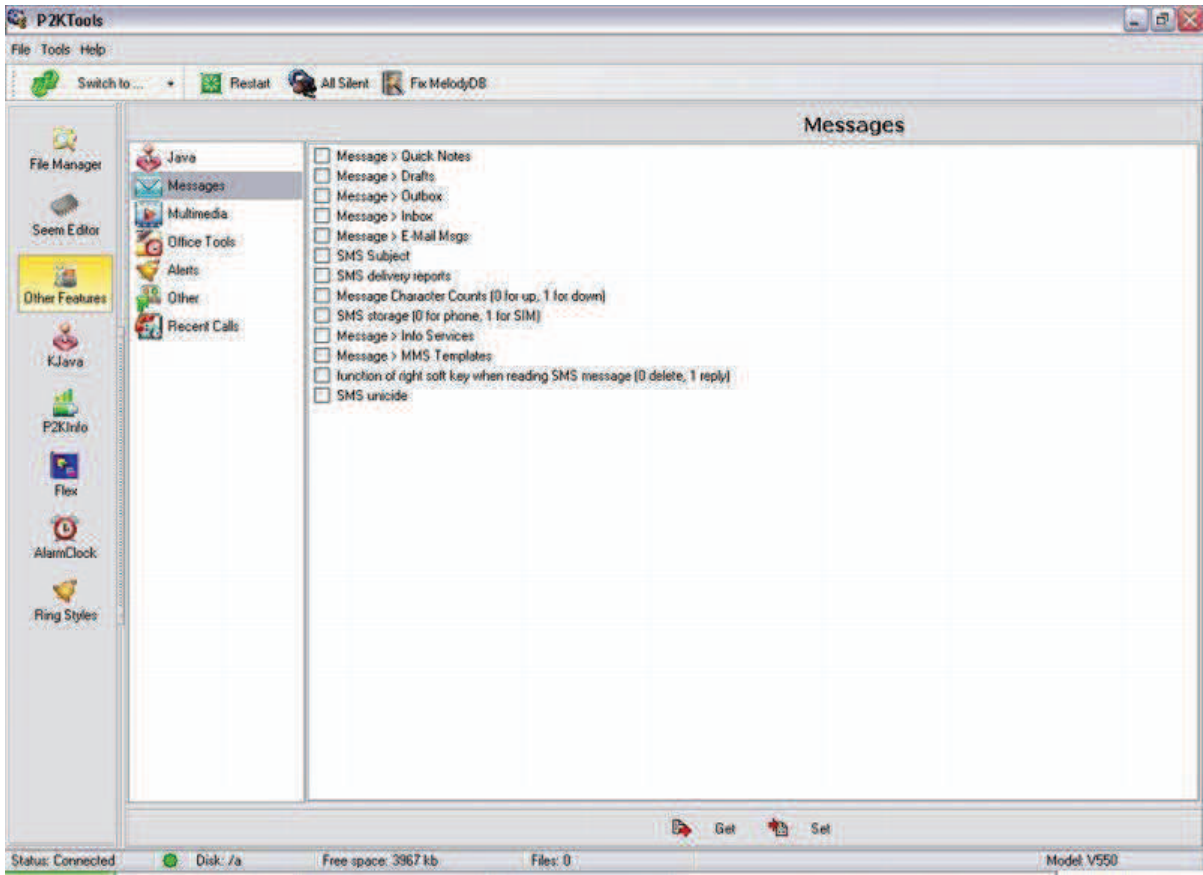 P2KTools
File Tools Help
Switch to ... Restart All Silent Fix MelodyDB
Messages
File Manager
Seem Editor
Other Features
KJava
P2KInfo
Flex
AlarmClock
Ring Styles
Java
Messages
Multimedia
Office Tools
Alerts
Other
Recent Calls
Message > Quick Notes
Message > Drafts
Message > Outbox
Message > Inbox
Message > E-Mail Msgs
SMS Subject
SMS delivery reports
Message Character Counts (0 for up, 1 for down)
SMS storage (0 for phone, 1 for SIM)
Message > Info Services
Message > MMS Templates
function of right soft key when reading SMS message (0 delete, 1 reply)
SMS unicide
Get Set
Status: Connected Disk: /a Free space: 3967 kb Files: 0 Model: V550